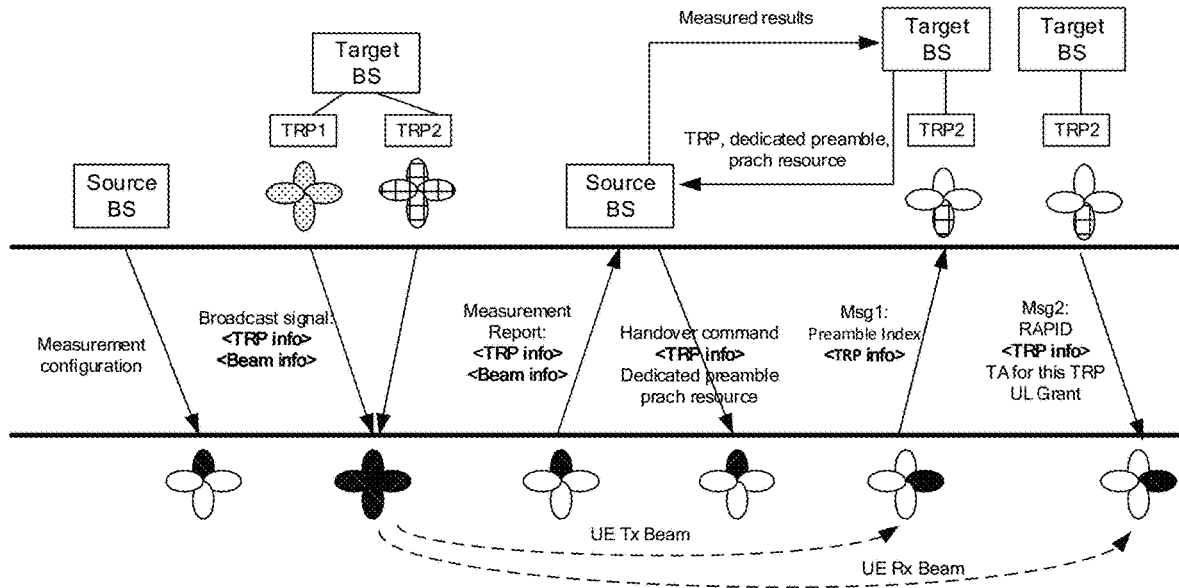 Measured results
Target
BS
Target
BS
Target
BS
TRP1
TRP2
TRP2
TRP2
TRP, dedicated preamble,
prach resource
Source
BS
Source
BS
Measurement
configuration
Broadcast signal:
<TRP info>
<Beam info>
Measurement
Report:
<TRP info>
<Beam info>
Handover command
<TRP info>
Dedicated preamble
prach resource
Msg1:
Preamble Index
<TRP info>
Msg2:
RAPID
<TRP info>
TA for this TRP
UL Grant
UE Tx Beam
UE Rx Beam